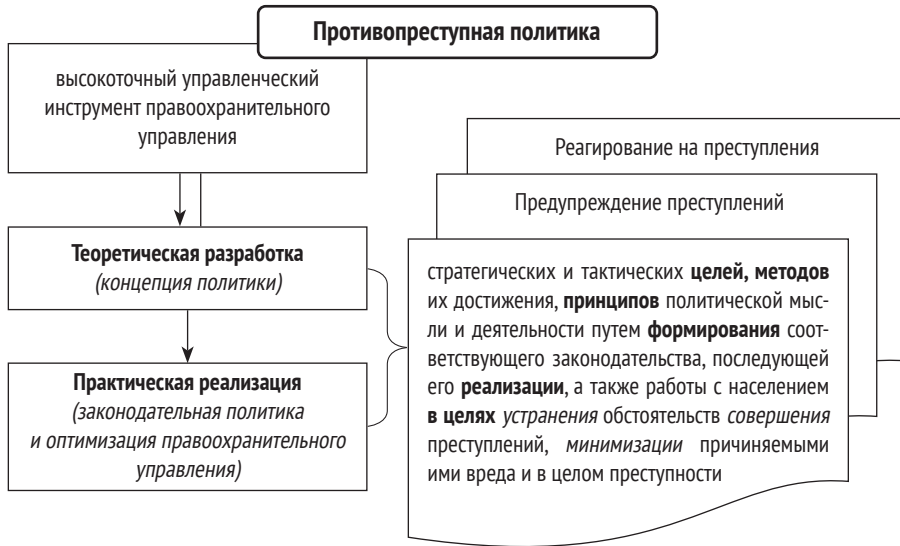 Противопреступная политика
высокоточный управленческий
инструмент правоохранительного
управления
Теоретическая разработка
(концепция политики)
Практическая реализация
(законодательная политика
и оптимизация правоохранительного
управления)
Реагирование на преступления
Предупреждение преступлений
стратегических и тактических целей, методов
их достижения, принципов политической мыс-
ли и деятельности путем формирования соот-
ветствующего законодательства, последующей
его реализации, а также работы с населением
в целях устранения обстоятельств совершения
преступлений, минимизации причиняемыми
ими вреда и в целом преступности